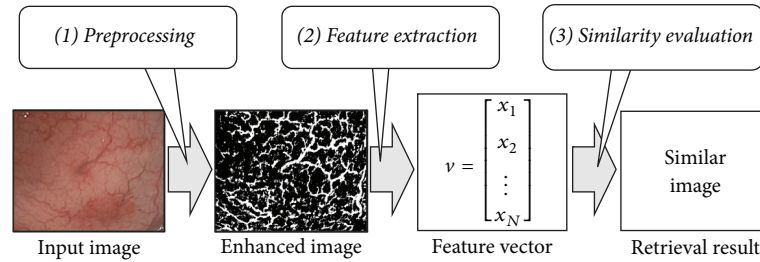 (1) Preprocessing
(2) Feature extraction
(3) Similarity evaluation
v =
x1
x2
⋮
xN
Similar
image
Input image
Enhanced image
Feature vector
Retrieval result